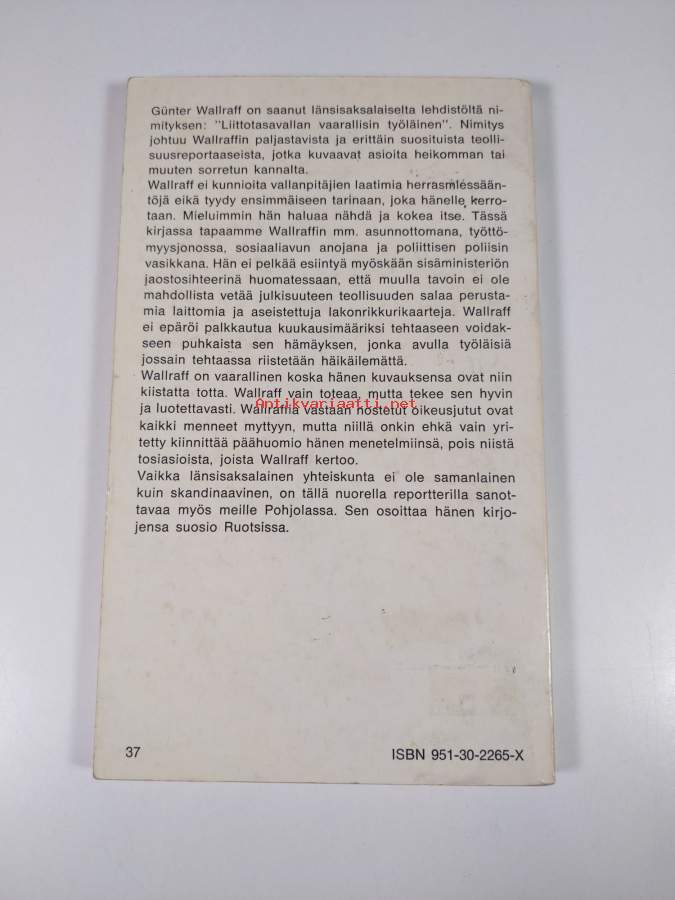 Günter Wallraff on saanut länsisaksalaiselta lehdistöltä ni-
mityksen: "Liittotasavallan vaarallisin työläinen". Nimitys
johtuu Wallraffin paljastavista ja erittäin suosituista teolli-
suusreportaaseista, jotka kuvaavat asioita heikomman tai
muuten sorretun kannalta.
Wallraff ei kunnioita vallanpitäjien laatimia herrasmiessään-
töjä eikä tyydy ensimmäiseen tarinaan, joka hänelle kerro-
taan. Mieluimmin hän haluaa nähdä ja kokea itse. Tässä
kirjassa tapaamme Wallraffin mm. asunnottomana, työttö-
myysjonossa, sosiaaliavun anojana ja poliittisen poliisin
vasikkana. Hän ei pelkää esiintyä myöskään sisäministeriön
jaostosihteerinä huomatessaan, että muulla tavoin ei ole
mahdollista vetää julkisuuteen teollisuuden salaa perusta-
mia laittomia ja aseistettuja lakonrikkurikaarteja. Wallraff
ei epäröi palkkautua kuukausimääriksi tehtaaseen voidak-
seen puhkaista sen hämäyksen, jonka avulla työläisiä
jossain tehtaassa riistetään häikäilemättä.
Wallraff on vaarallinen koska hänen kuvauksensa ovat niin
kiistatta totta. Wallraff vain toteaa, mutta tekee sen hyvin
Antikvariaatti.net
ja luotettavasti. Wallraffia vastaan nostetut oikeusjutut ovat
kaikki menneet myttyyn, mutta niillä onkin ehkä vain yri-
tetty kiinnittää päähuomio hänen menetelmiinsä, pois niistä
tosiasioista, joista Wallraff kertoo.
Vaikka länsisaksalainen yhteiskunta ei ole samanlainen
kuin skandinaavinen, on tällä nuorella reportterilla sanot-
tavaa myös meille Pohjolassa. Sen osoittaa hänen kirjo-
jensa suosio Ruotsissa.
37
ISBN 951-30-2265-X